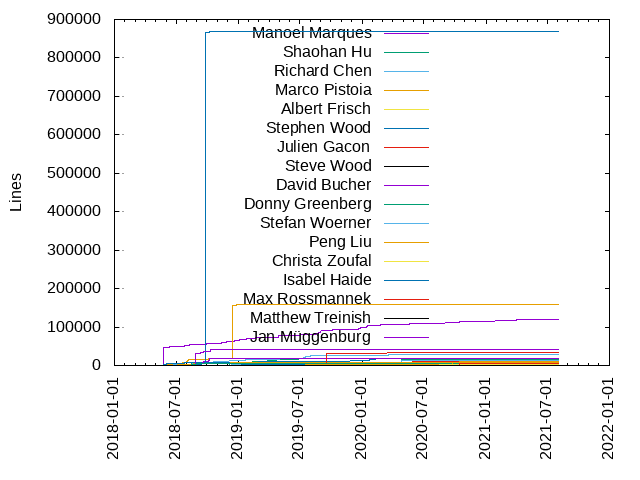 900000
800000
700000
600000
500000
400000
300000
200000
100000
0
Lines
Manoel Marques
Shaohan Hu
Richard Chen
Marco Pistoia
Albert Frisch
Stephen Wood
Julien Gacon
Steve Wood
David Bucher
Donny Greenberg
Stefan Woerner
Peng Liu
Christa Zoufal
Isabel Haide
Max Rossmannek
Matthew Treinish
Jan Müggenburg
2018-01-01
2018-07-01
2019-01-01
2019-07-01
2020-01-01
2020-07-01
2021-01-01
2021-07-01
2022-01-01